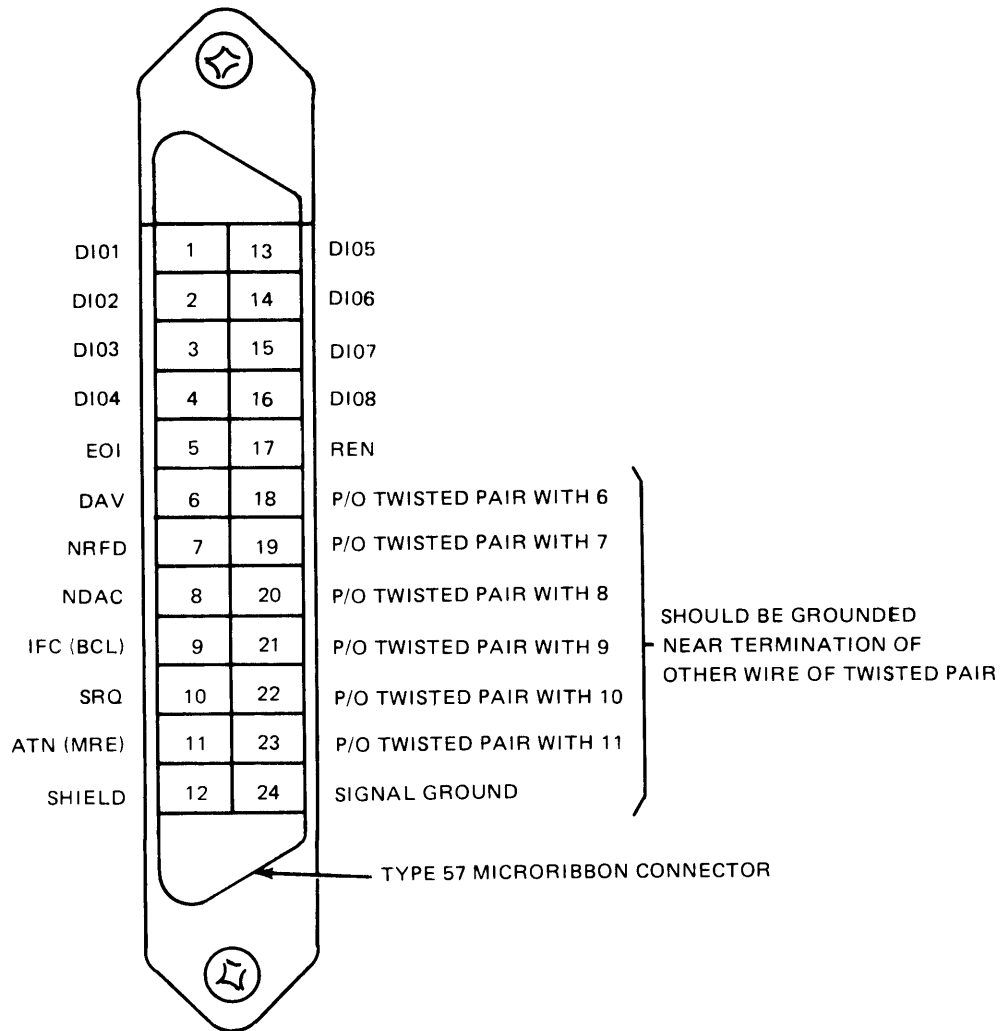 DI01 1 13 DI05
DI02 2 14 DI06
DI03 3 15 DI07
DI04 4 16 DI08
EOI 5 17 REN
DAV 6 18 P/O TWISTED PAIR WITH 6
NRFD 7 19 P/O TWISTED PAIR WITH 7
NDAC 8 20 P/O TWISTED PAIR WITH 8
IFC (BCL) 9 21 P/O TWISTED PAIR WITH 9
SRQ 10 22 P/O TWISTED PAIR WITH 10
ATN (MRE) 11 23 P/O TWISTED PAIR WITH 11
SHIELD 12 24 SIGNAL GROUND
SHOULD BE GROUNDED
NEAR TERMINATION OF
OTHER WIRE OF TWISTED PAIR
TYPE 57 MICRORIBBON CONNECTOR